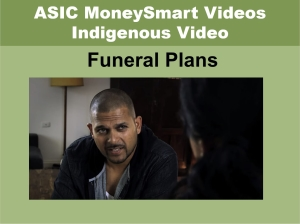 ASIC MoneySmart Videos
Indigenous Video
Funeral Plans